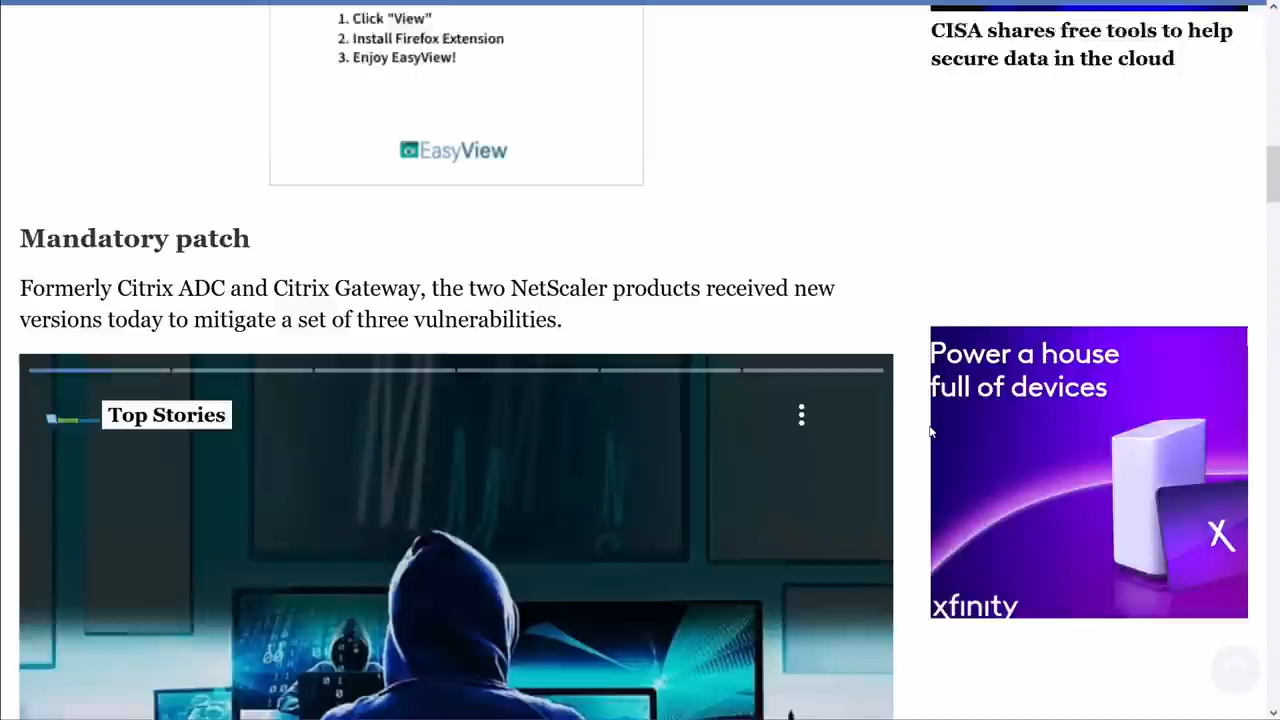 1. Click "View"
2. Install Firefox Extension
3. Enjoy EasyView!
EasyView
CISA shares free tools to help
secure data in the cloud
Mandatory patch
Formerly Citrix ADC and Citrix Gateway, the two NetScaler products received new
versions today to mitigate a set of three vulnerabilities.
Top Stories
Power a house
full of devices
X
xfinity